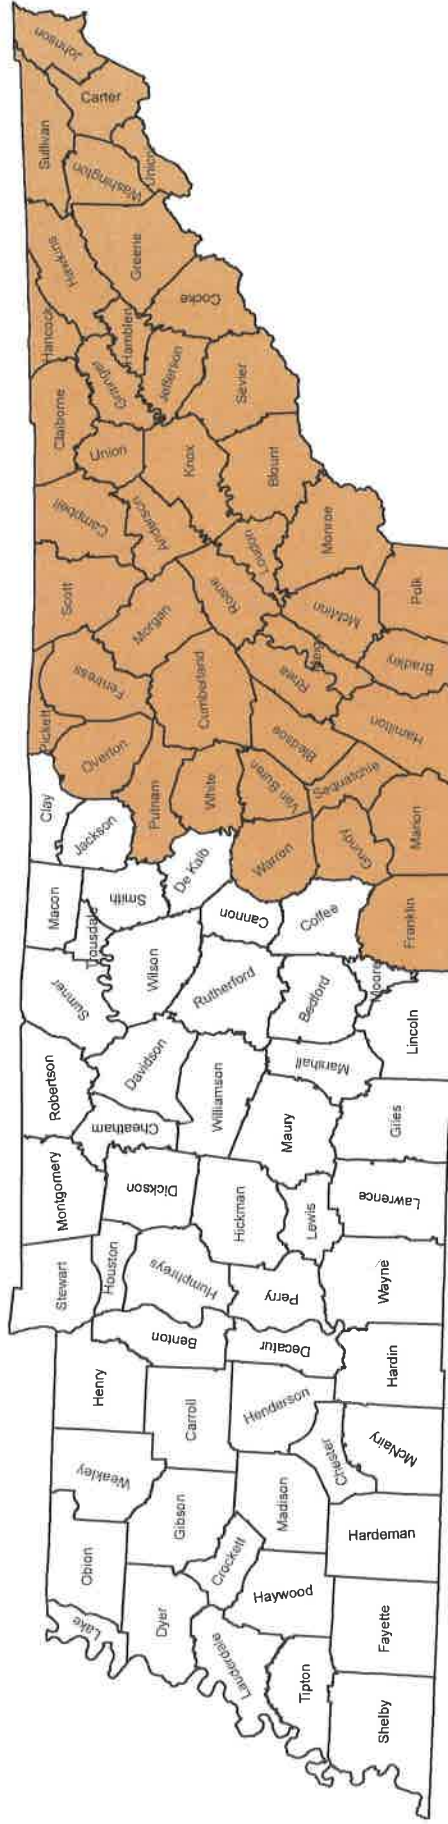 Johnson
Carter
Sullivan
Unicoi
Washington
Greene
Hawkins
Cocke
Hancock
Hamblen
Jefferson
Grainger
Sevier
Claiborne
Union
Knox
Blount
Campbell
Anderson
Loudon
Monroe
Scott
Roane
McMinn
Polk
Morgan
Meigs
Bradley
Fentress
Cumberland
Rhea
Hamilton
Pickett
Overton
Bledsoe
Putnam
White
Van Buren
Sequatchie
Clay
Jackson
Warren
Grundy
Marion
De Kalb
Macon
Smith
Cannon
Coffee
Franklin
Trousdale
Wilson
Sumner
Rutherford
Bedford
Moore
Lincoln
Robertson
Davidson
Williamson
Marshall
Cheatham
Maury
Giles
Montgomery
Dickson
Hickman
Lewis
Lawrence
Stewart
Houston
Humphreys
Perry
Wayne
Benton
Decatur
Henry
Hardin
Carroll
Henderson
Chester
McNairy
Weakley
Gibson
Madison
Hardeman
Obion
Crockett
Haywood
Lake
Dyer
Lauderdale
Fayette
Tipton
Shelby